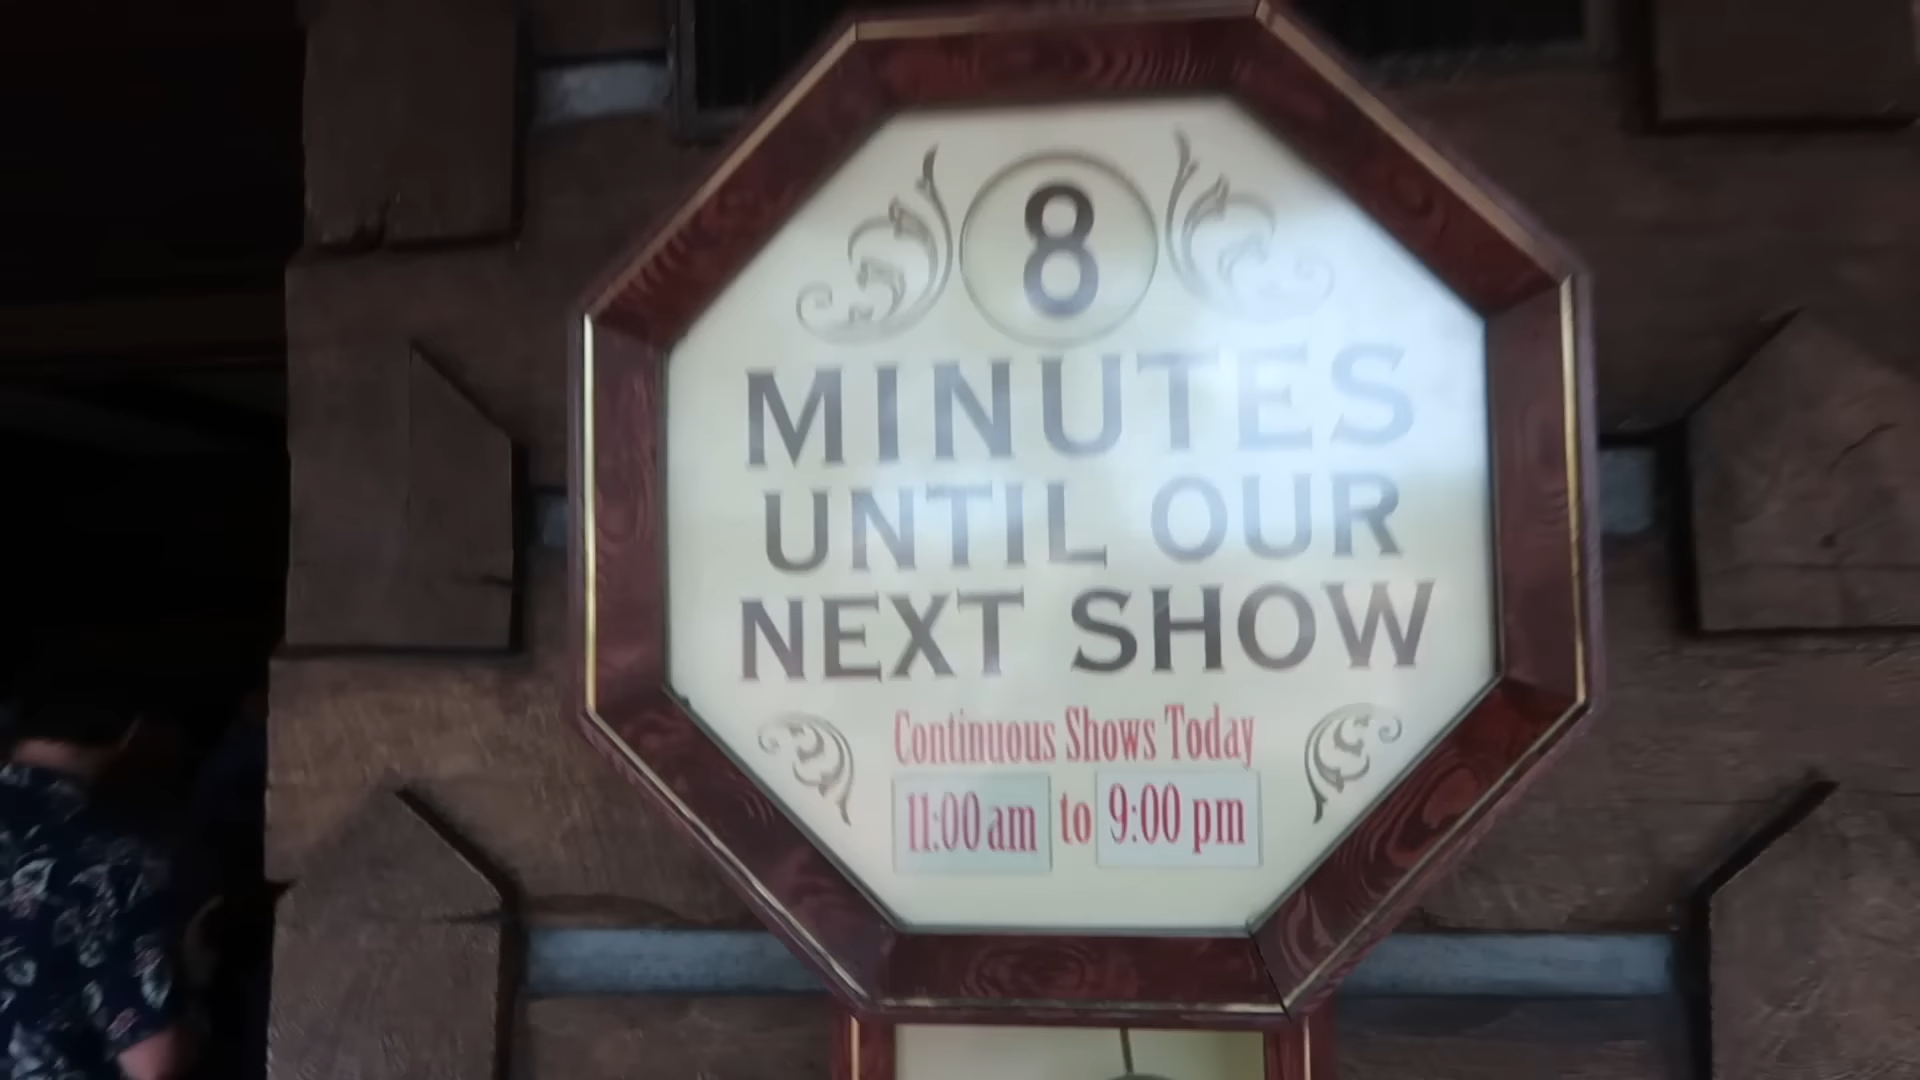 8
MINUTES
UNTIL OUR
NEXT SHOW
Continuous Shows Today
11:00 am to 9:00 pm